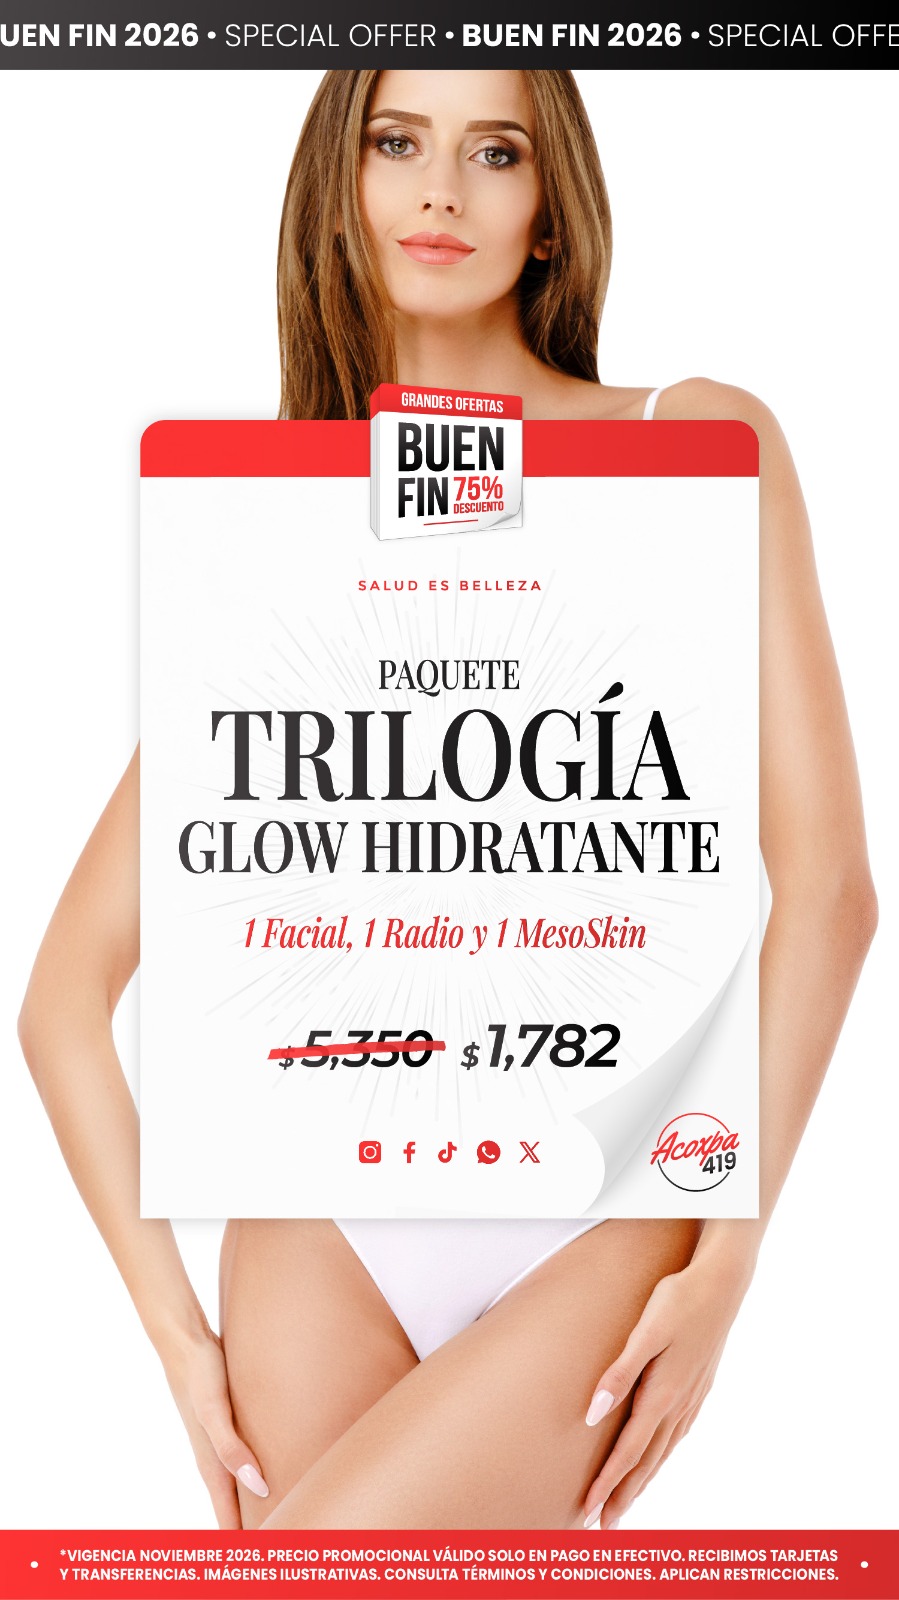 UEN FIN 2026 • SPECIAL OFFER • BUEN FIN 2026 • SPECIAL OFFE
GRANDES OFERTAS
BUEN
FIN 75%
DESCUENTO
SALUD ES BELLEZA
PAQUETE
TRILOGÍA
GLOW HIDRATANTE
1 Facial, 1 Radio y 1 MesoSkin
$5,350 $1,782
Acoxpa
419
*VIGENCIA NOVIEMBRE 2026. PRECIO PROMOCIONAL VÁLIDO SOLO EN PAGO EN EFECTIVO. RECIBIMOS TARJETAS
Y TRANSFERENCIAS. IMÁGENES ILUSTRATIVAS. CONSULTA TÉRMINOS Y CONDICIONES. APLICAN RESTRICCIONES.